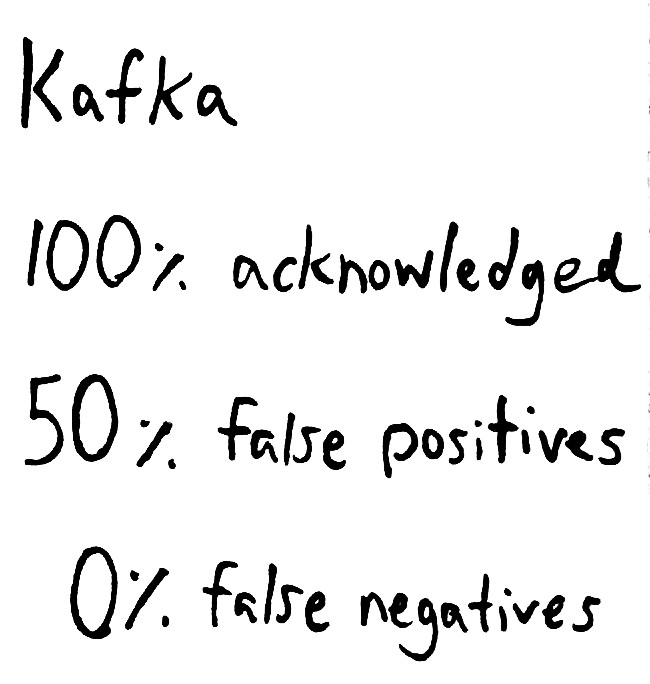 Kafka
100% acknowledged
50% false positives
0% false negatives